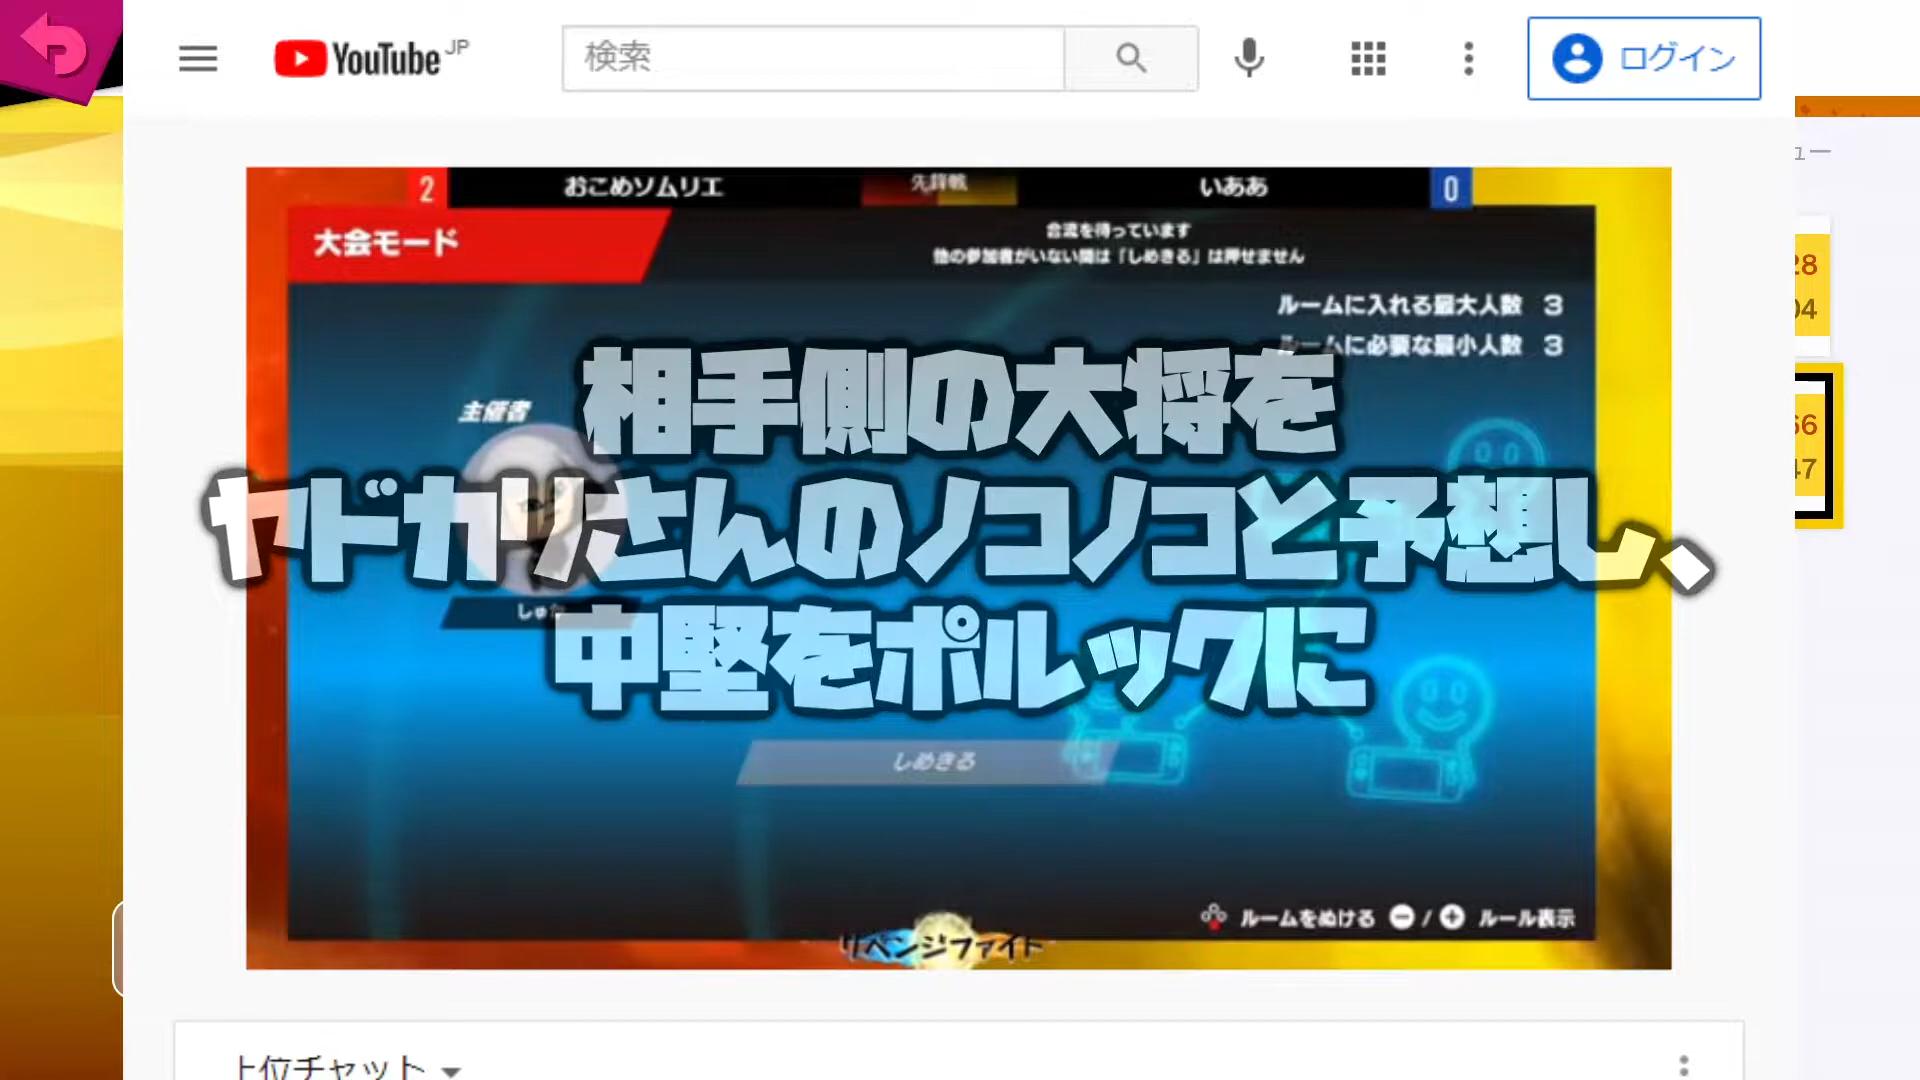 YouTube JP
検索
ログイン
2 おこめソムリエ 先鋒戦 いああ 0
大会モード
合流を待っています
他の参加者がいない間は「しめきる」は押せません
ルームに入れる最大人数 3
ルームに必要な最小人数 3
主催者
相手側の大将を
ヤドカリさんのノコノコと予想し、
中堅をポルックに
しめきる
ルームをぬける / ルール表示
リベンジファイト
上位チャット
ュー
28
04
66
47